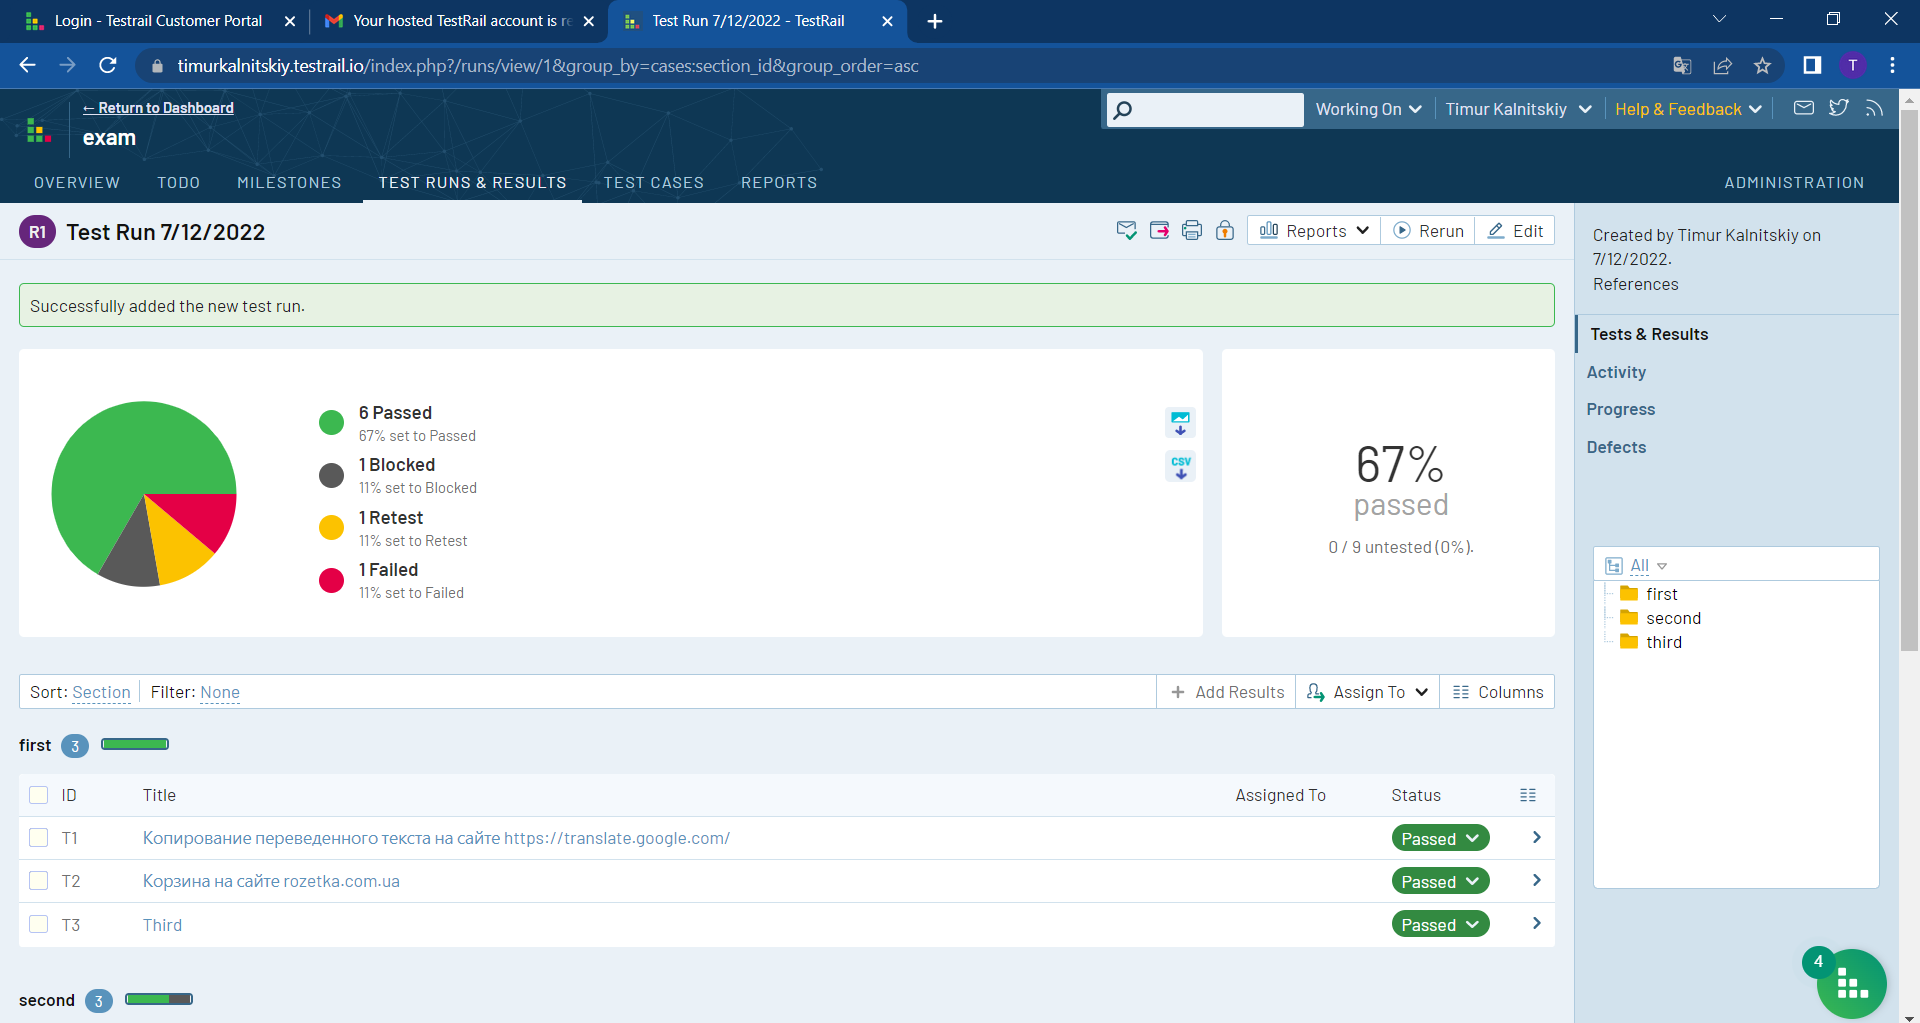 Login - Testrail Customer Portal
Your hosted TestRail account is re
Test Run 7/12/2022 - TestRail
timurkalnitskiy.testrail.io/index.php?/runs/view/1&group_by=cases:section_id&group_order=asc
T
← Return to Dashboard
exam
Working On
Timur Kalnitskiy
Help & Feedback
OVERVIEW
TODO
MILESTONES
TEST RUNS & RESULTS
TEST CASES
REPORTS
ADMINISTRATION
R1
Test Run 7/12/2022
Reports
Rerun
Edit
Created by Timur Kalnitskiy on
7/12/2022.
References
Successfully added the new test run.
Tests & Results
Activity
Progress
Defects
6 Passed
67% set to Passed
1 Blocked
11% set to Blocked
1 Retest
11% set to Retest
1 Failed
11% set to Failed
CSV
67%
passed
0 / 9 untested (0%).
All
first
second
third
Sort: Section
Filter: None
Add Results
Assign To
Columns
first 3
ID Title Assigned To Status
T1 Копирование переведенного текста на сайте https://translate.google.com/ Passed
T2 Корзина на сайте rozetka.com.ua Passed
T3 Third Passed
second 3
4